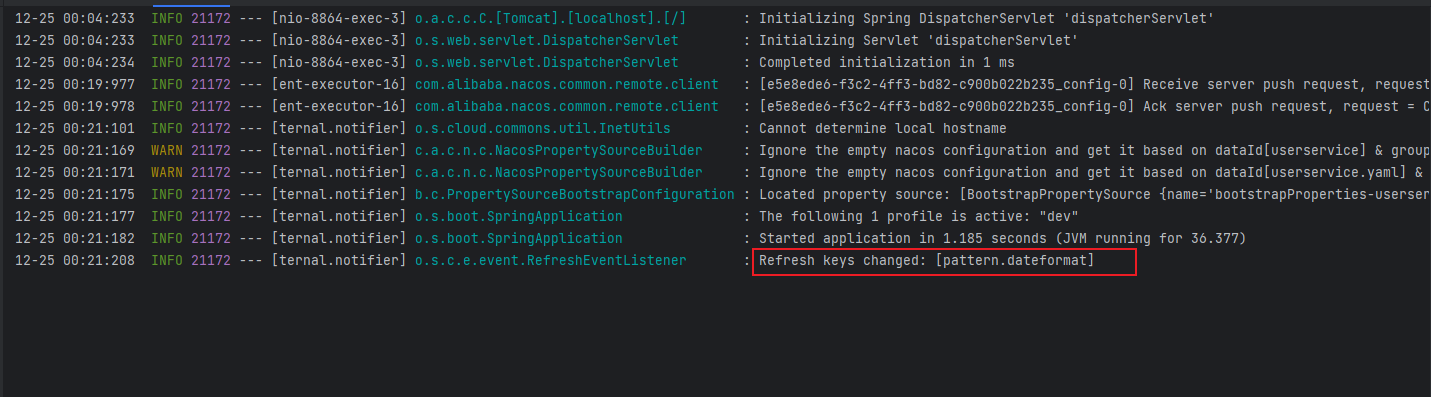 12-25 00:04:233 INFO 21172 --- [nio-8864-exec-3] o.a.c.c.C.[Tomcat].[localhost].[/] : Initializing Spring DispatcherServlet 'dispatcherServlet'
12-25 00:04:233 INFO 21172 --- [nio-8864-exec-3] o.s.web.servlet.DispatcherServlet : Initializing Servlet 'dispatcherServlet'
12-25 00:04:234 INFO 21172 --- [nio-8864-exec-3] o.s.web.servlet.DispatcherServlet : Completed initialization in 1 ms
12-25 00:19:977 INFO 21172 --- [ent-executor-16] com.alibaba.nacos.common.remote.client : [e5e8ede6-f3c2-4ff3-bd82-c900b022b235_config-0] Receive server push request, request
12-25 00:19:978 INFO 21172 --- [ent-executor-16] com.alibaba.nacos.common.remote.client : [e5e8ede6-f3c2-4ff3-bd82-c900b022b235_config-0] Ack server push request, request = C
12-25 00:21:101 INFO 21172 --- [ternal.notifier] o.s.cloud.commons.util.InetUtils : Cannot determine local hostname
12-25 00:21:169 WARN 21172 --- [ternal.notifier] c.a.c.n.c.NacosPropertySourceBuilder : Ignore the empty nacos configuration and get it based on dataId[userservice] & group
12-25 00:21:171 WARN 21172 --- [ternal.notifier] c.a.c.n.c.NacosPropertySourceBuilder : Ignore the empty nacos configuration and get it based on dataId[userservice.yaml] &
12-25 00:21:175 INFO 21172 --- [ternal.notifier] b.c.PropertySourceBootstrapConfiguration : Located property source: [BootstrapPropertySource {name='bootstrapProperties-userser
12-25 00:21:177 INFO 21172 --- [ternal.notifier] o.s.boot.SpringApplication : The following 1 profile is active: "dev"
12-25 00:21:182 INFO 21172 --- [ternal.notifier] o.s.boot.SpringApplication : Started application in 1.185 seconds (JVM running for 36.377)
12-25 00:21:208 INFO 21172 --- [ternal.notifier] o.s.c.e.event.RefreshEventListener : Refresh keys changed: [pattern.dateformat]